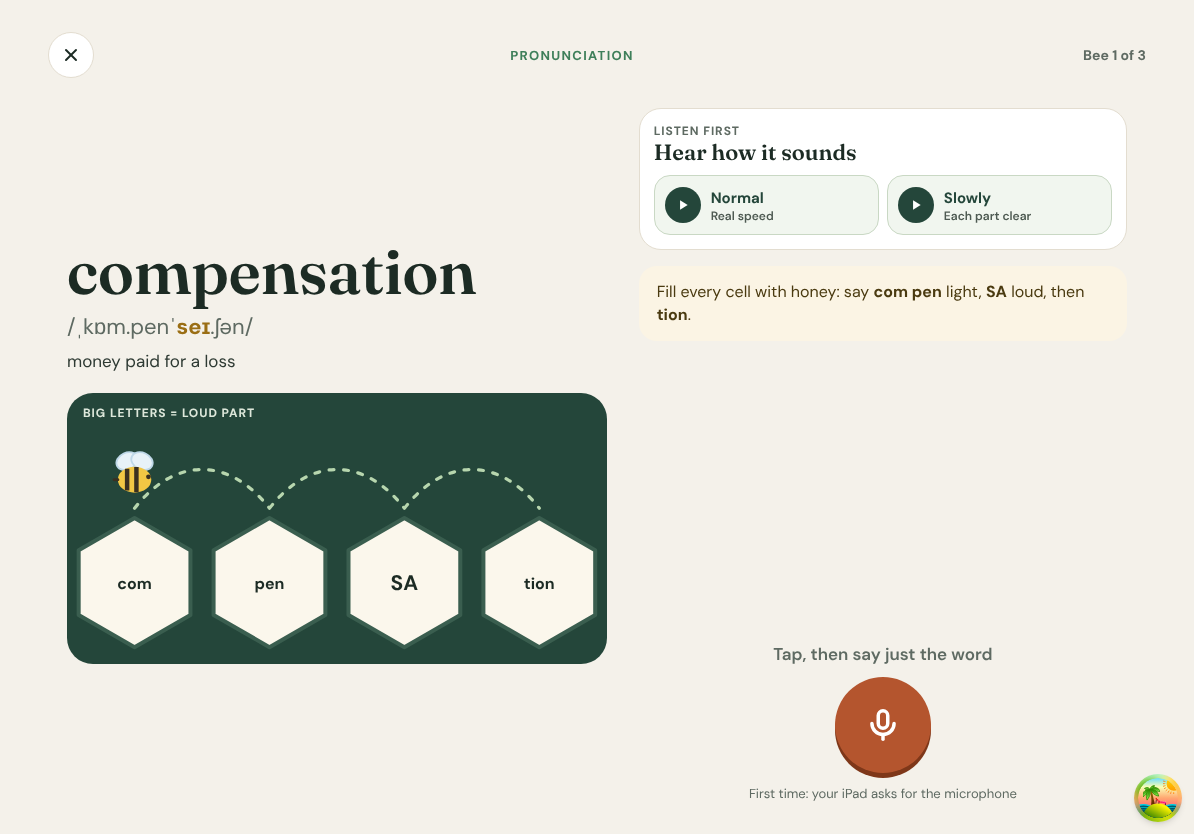 PRONUNCIATION
Bee 1 of 3
compensation
/ˌkɒm.penˈseɪ.ʃən/
money paid for a loss
BIG LETTERS = LOUD PART
com
pen
SA
tion
LISTEN FIRST
Hear how it sounds
Normal
Real speed
Slowly
Each part clear
Fill every cell with honey: say com pen light, SA loud, then
tion.
Tap, then say just the word
First time: your iPad asks for the microphone